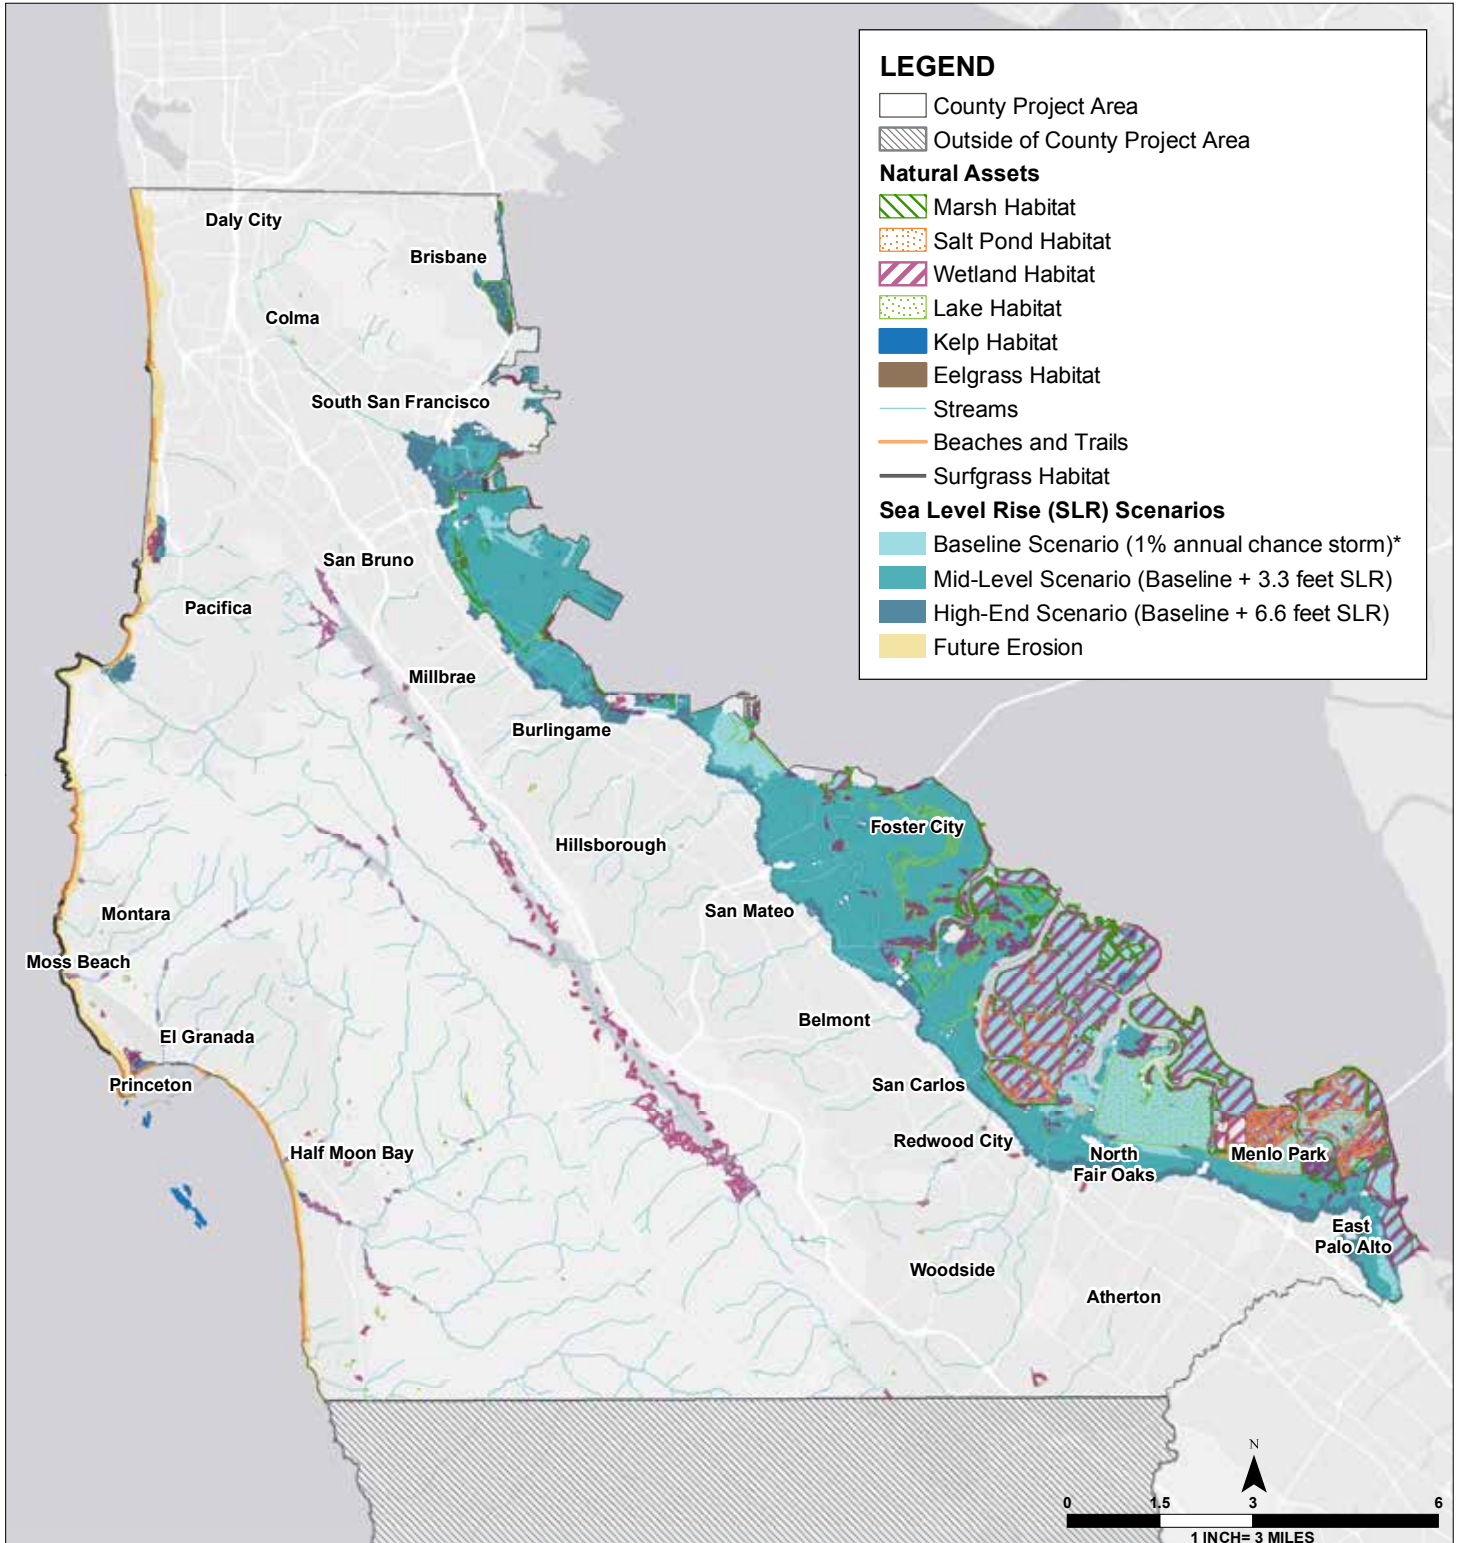 LEGEND
County Project Area
Outside of County Project Area
Natural Assets
Marsh Habitat
Salt Pond Habitat
Wetland Habitat
Lake Habitat
Kelp Habitat
Eelgrass Habitat
Streams
Beaches and Trails
Surfgrass Habitat
Sea Level Rise (SLR) Scenarios
Baseline Scenario (1% annual chance storm)*
Mid-Level Scenario (Baseline + 3.3 feet SLR)
High-End Scenario (Baseline + 6.6 feet SLR)
Future Erosion
Daly City
Brisbane
Colma
South San Francisco
San Bruno
Pacifica
Millbrae
Burlingame
Foster City
Hillsborough
San Mateo
Montara
Moss Beach
Belmont
El Granada
Princeton
San Carlos
Redwood City
Half Moon Bay
North
Fair Oaks
Menlo Park
East
Palo Alto
Woodside
Atherton
N
0 1.5 3 6
1 INCH= 3 MILES